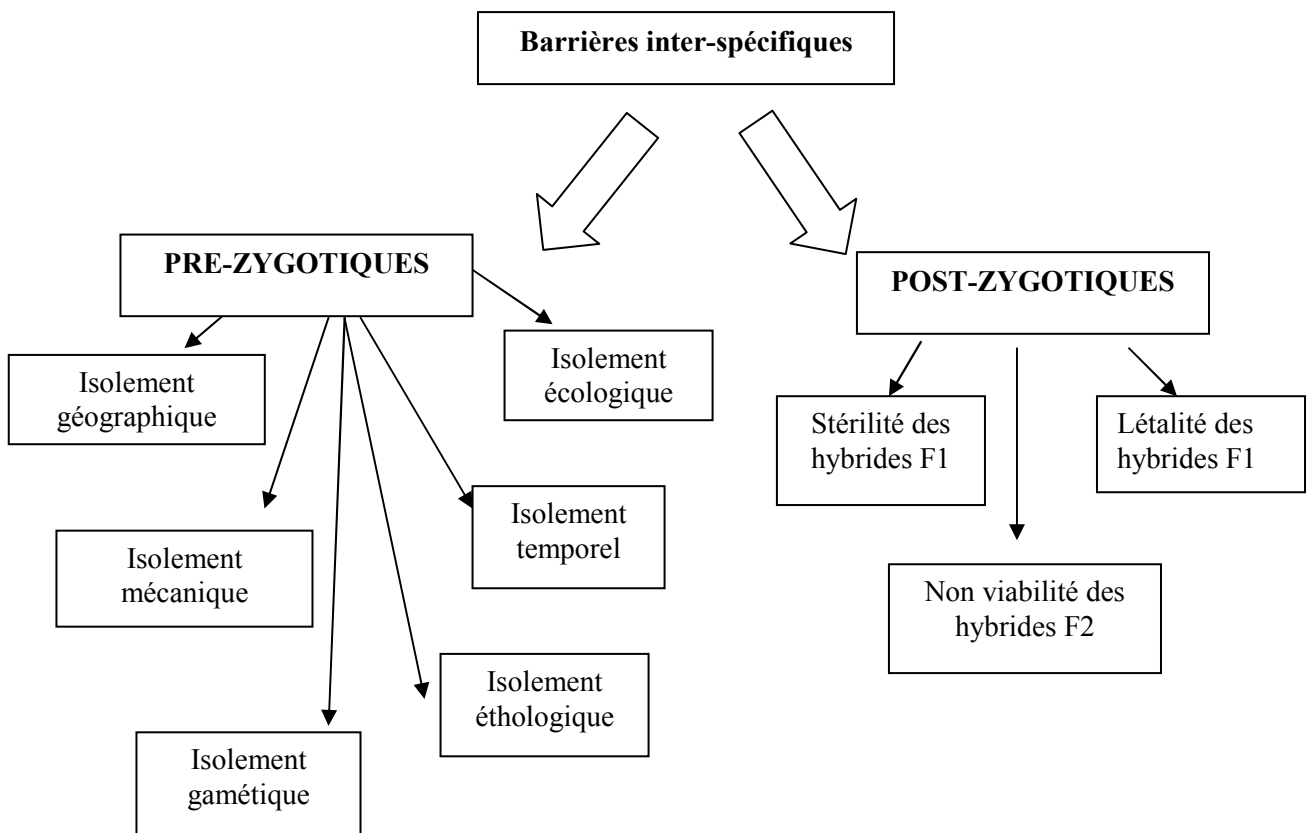 Barrières inter-spécifiques
PRE-ZYGOTIQUES
POST-ZYGOTIQUES
Isolement
géographique
Isolement
écologique
Isolement
mécanique
Isolement
temporel
Isolement
éthologique
Isolement
gamétique
Stérilité des
hybrides F1
Létalité des
hybrides F1
Non viabilité des
hybrides F2